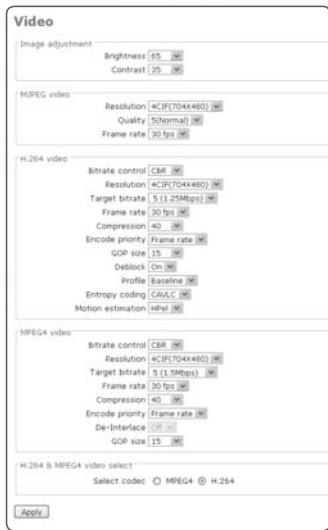 Video
Image adjustment
Brightness 65
Contrast 35
MJPEG video
Resolution 4CIF(704X480)
Quality 5(Normal)
Frame rate 30 fps
H.264 video
Bitrate control CBR
Resolution 4CIF(704X480)
Target bitrate 5 (1.25Mbps)
Frame rate 30 fps
Compression 40
Encode priority Frame rate
GOP size 15
Deblock On
Profile Baseline
Entropy coding CAVLC
Motion estimation HPel
MPEG4 video
Bitrate control CBR
Resolution 4CIF(704X480)
Target bitrate 5 (1.5Mbps)
Frame rate 30 fps
Compression 40
Encode priority Frame rate
De-Interlace Off
GOP size 15
H.264 & MPEG4 video select
Select codec MPEG4 H.264
Apply